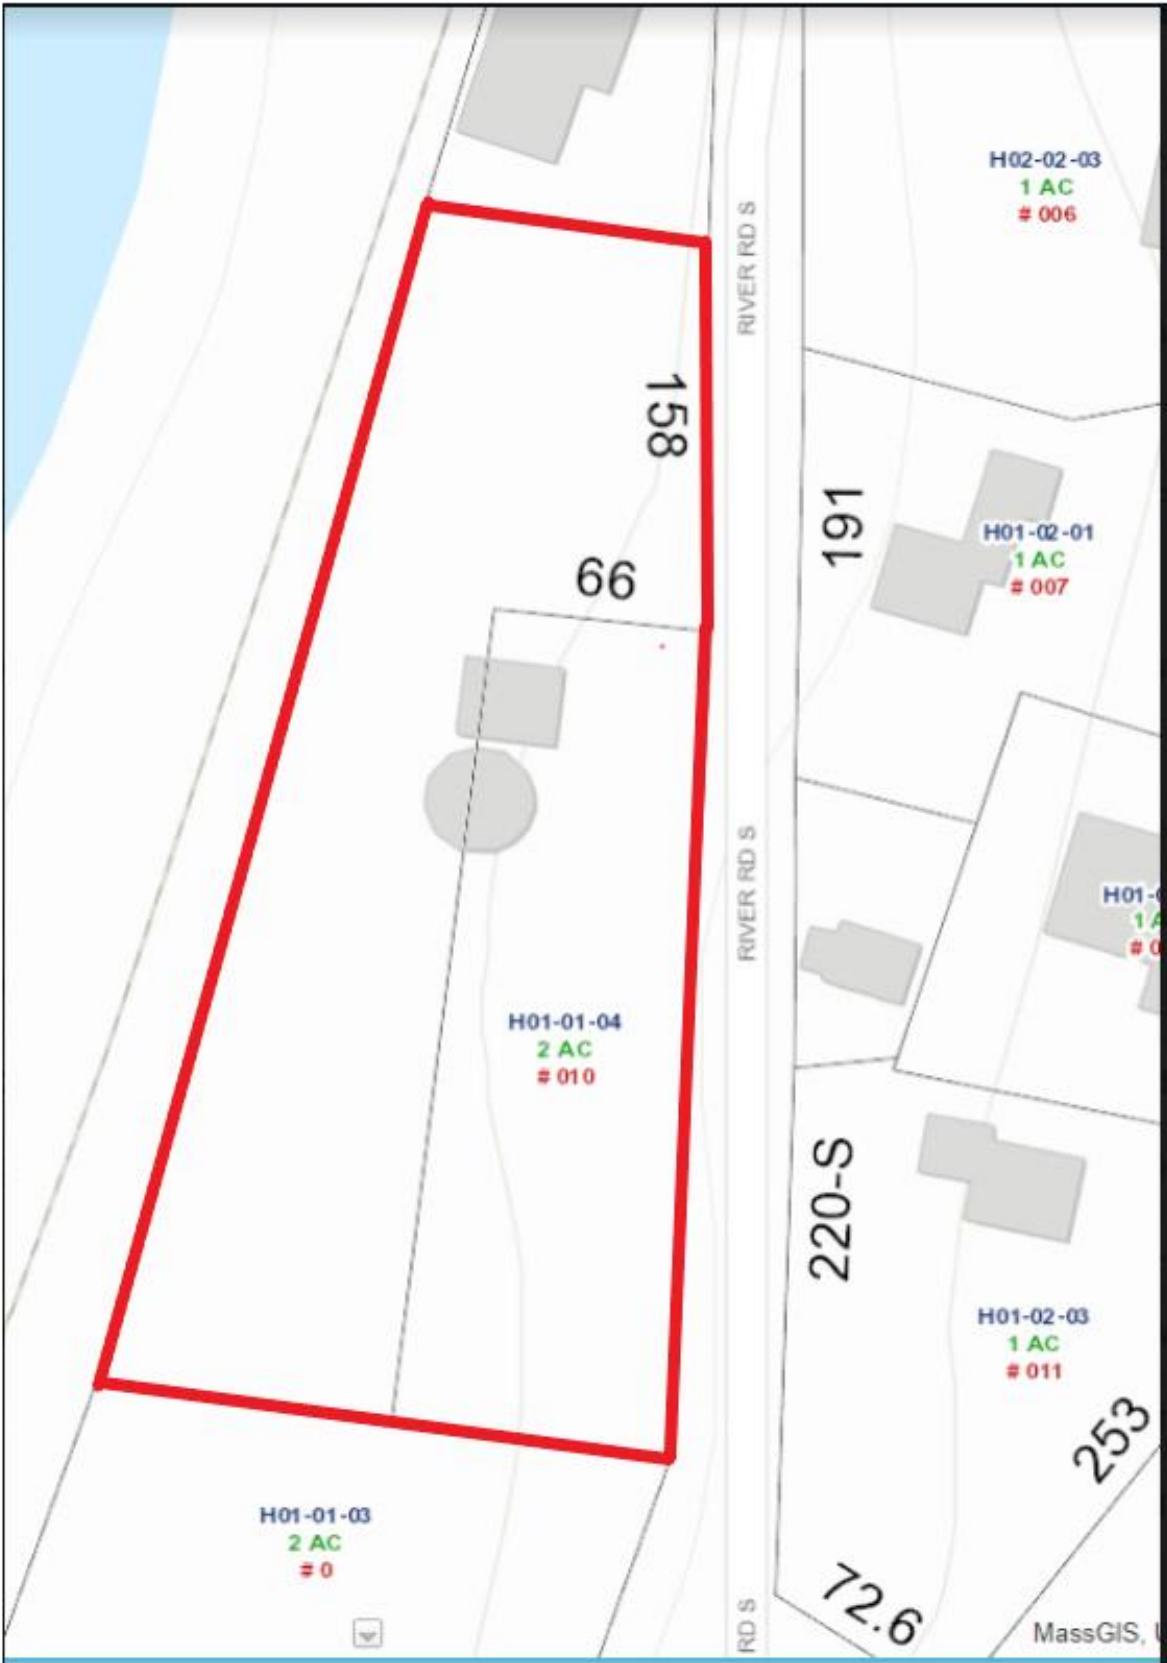 H02-02-03
1 AC
# 006
RIVER RD S
158
191
H01-02-01
1 AC
# 007
66
RIVER RD S
H01-
# 0
H01-01-04
2 AC
# 010
220-S
H01-02-03
1 AC
# 011
253
H01-01-03
2 AC
# 0
72.6
RD S
MassGIS,